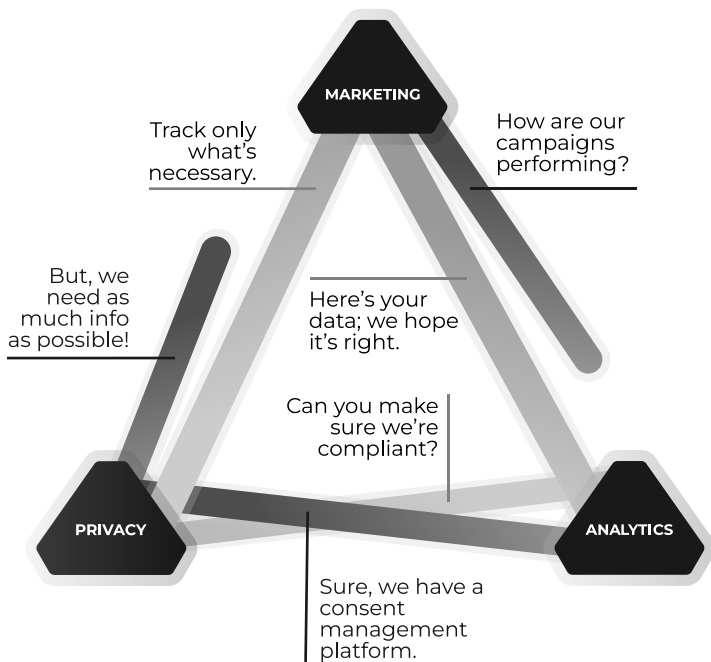 MARKETING
Track only
what's
necessary.
How are our
campaigns
performing?
But, we
need as
much info
as possible!
Here's your
data; we hope
it's right.
Can you make
sure we're
compliant?
PRIVACY
ANALYTICS
Sure, we have a
consent
management
platform.